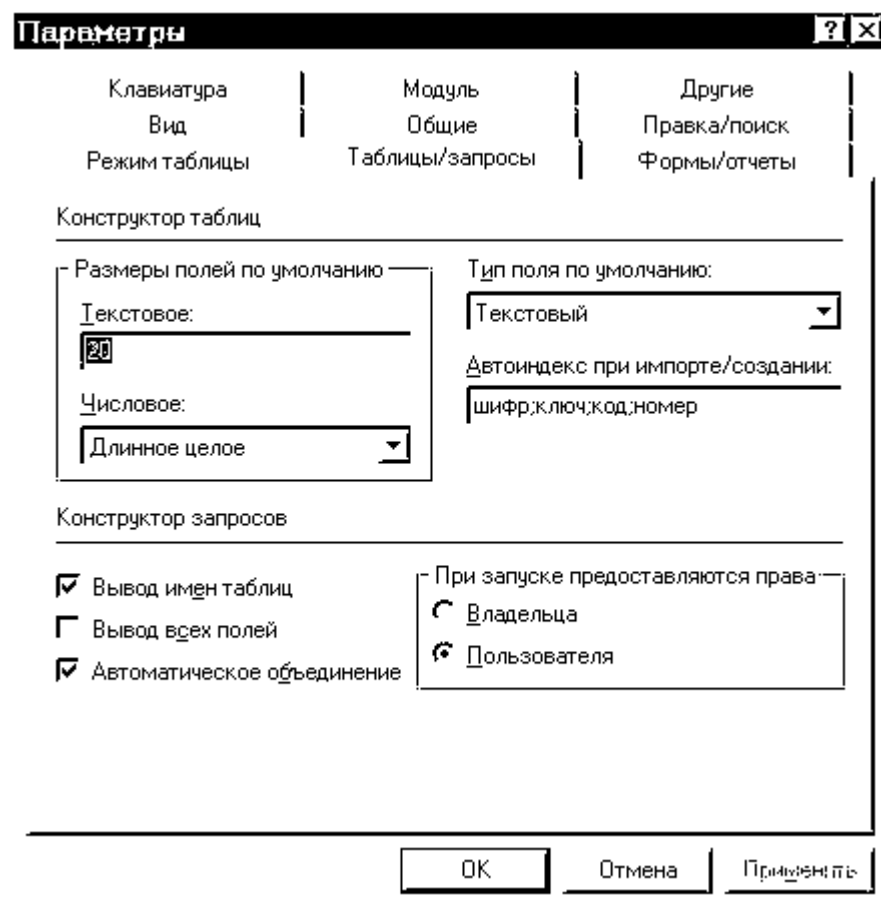 Параметры
Клавиатура Модуль Другие
Вид Общие Правка/поиск
Режим таблицы Таблицы/запросы Формы/отчеты
Конструктор таблиц
Размеры полей по умолчанию
Текстовое:
20
Числовое:
Длинное целое
Тип поля по умолчанию:
Текстовый
Автоиндекс при импорте/создании:
шифр;ключ;код;номер
Конструктор запросов
Вывод имен таблиц
Вывод всех полей
Автоматическое объединение
При запуске предоставляются права
Владельца
Пользователя
OK Отмена Применить